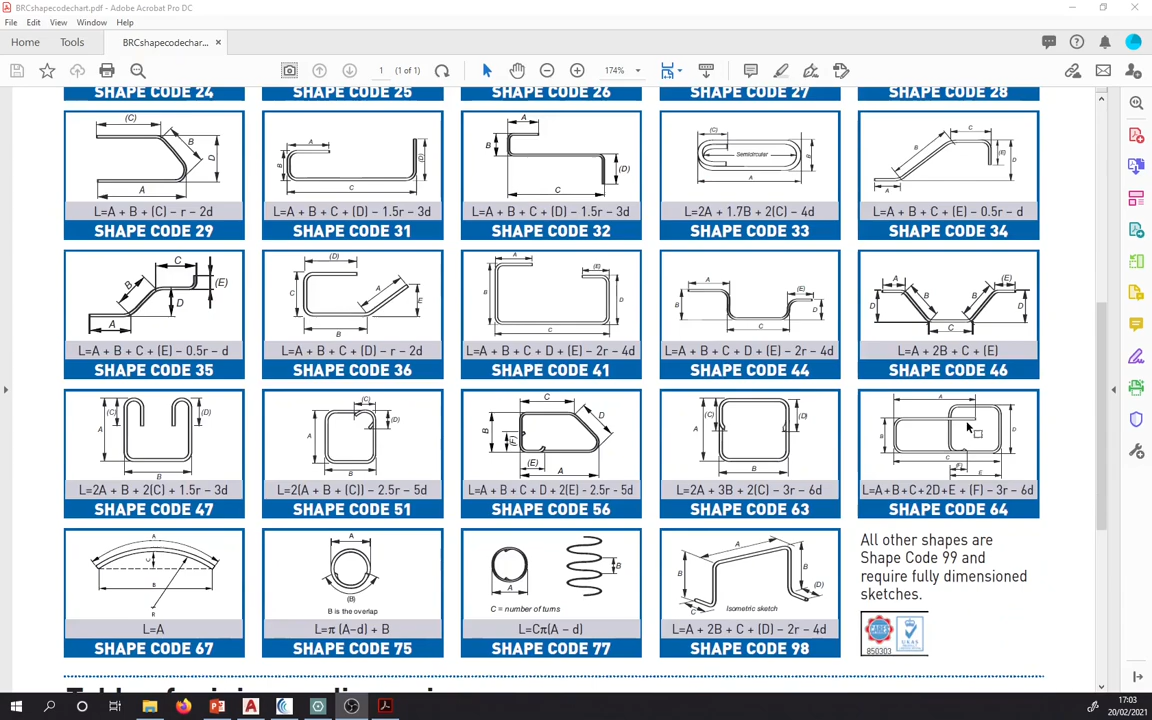 BRCshapecodechart.pdf - Adobe Acrobat Pro DC
File Edit View Window Help
Home Tools BRCshapecodechar... ×
1 (1 of 1) 174%
SHAPE CODE 24 SHAPE CODE 25 SHAPE CODE 26 SHAPE CODE 27 SHAPE CODE 28
(C) B D A
A B C (D)
A B C (D)
(C) Semicircular B A
C B (E) D A
L=A + B + (C) – r – 2d
L=A + B + C + (D) – 1.5r – 3d
L=A + B + C + (D) – 1.5r – 3d
L=2A + 1.7B + 2(C) – 4d
L=A + B + C + (E) – 0.5r – d
SHAPE CODE 29 SHAPE CODE 31 SHAPE CODE 32 SHAPE CODE 33 SHAPE CODE 34
C B (E) D A
(D) C A E B
A (E) B D C
A (E) B D C
A (E) B B D D C
L=A + B + C + (E) – 0.5r – d
L=A + B + C + (D) – r – 2d
L=A + B + C + D + (E) – 2r – 4d
L=A + B + C + D + (E) – 2r – 4d
L=A + 2B + C + (E)
SHAPE CODE 35 SHAPE CODE 36 SHAPE CODE 41 SHAPE CODE 44 SHAPE CODE 46
(C) (D) A B
(C) (D) A B
C D B (F) (E) A
(C) (D) A B
A B D C (F) E
L=2A + B + 2(C) + 1.5r – 3d
L=2(A + B + (C)) – 2.5r – 5d
L=A + B + C + D + 2(E) - 2.5r - 5d
L=2A + 3B + 2(C) – 3r – 6d
L=A+B+C+2D+E + (F) – 3r – 6d
SHAPE CODE 47 SHAPE CODE 51 SHAPE CODE 56 SHAPE CODE 63 SHAPE CODE 64
A C B R
A (B)
B is the overlap
A B
C = number of turns
A B B C (D)
Isometric sketch
L=A
L=π (A–d) + B
L=Cπ(A – d)
L=A + 2B + C + (D) – 2r – 4d
SHAPE CODE 67 SHAPE CODE 75 SHAPE CODE 77 SHAPE CODE 98
All other shapes are
Shape Code 99 and
require fully dimensioned
sketches.
CARES UKAS
850303
17:03
20/02/2021